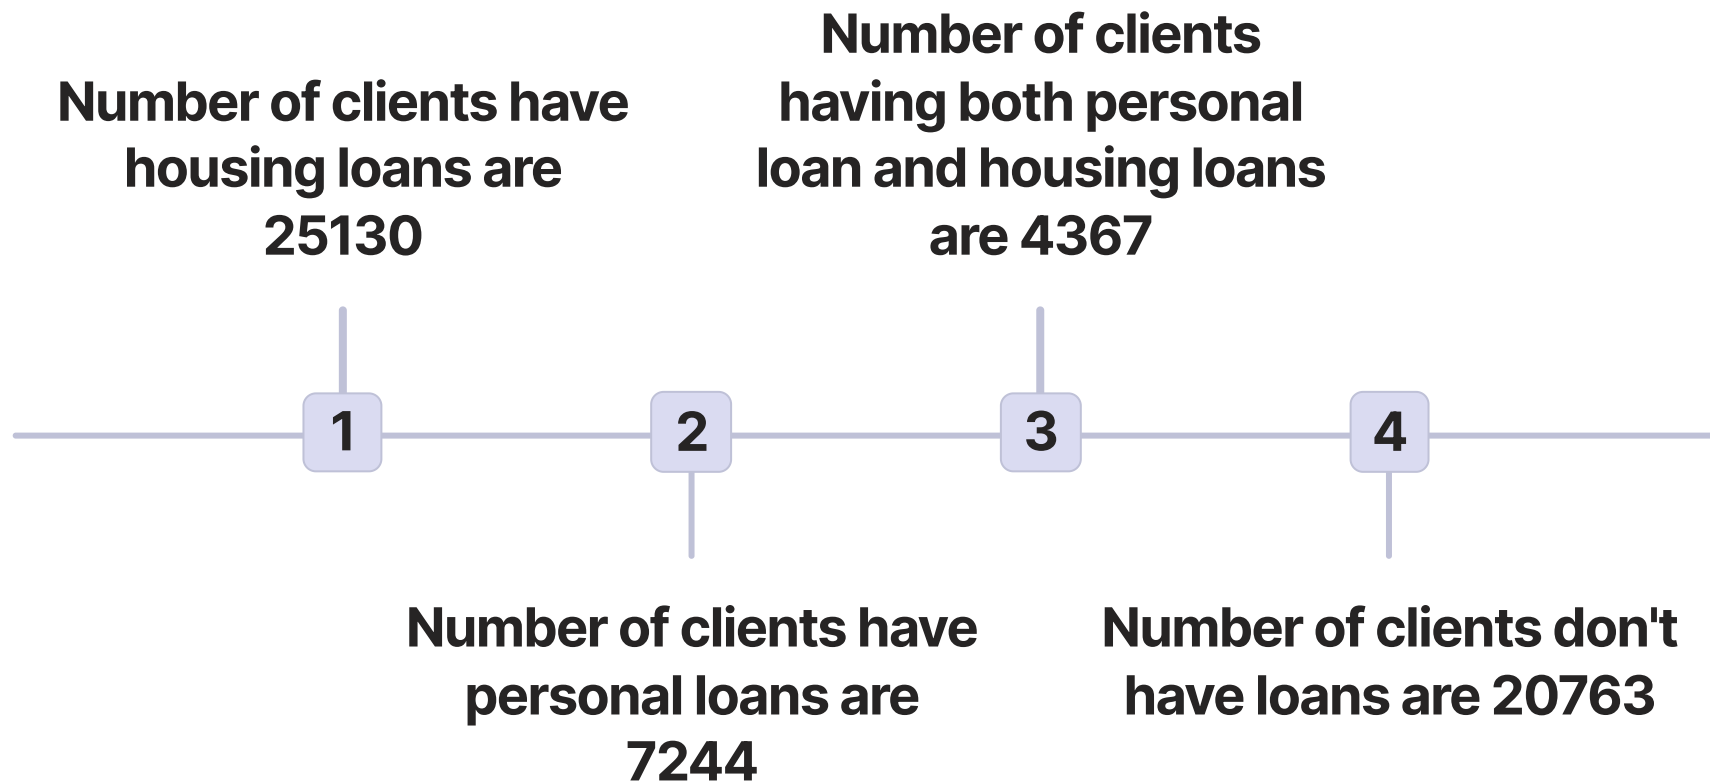 Number of clients have
housing loans are
25130
Number of clients
having both personal
loan and housing loans
are 4367
1
2
3
4
Number of clients have
personal loans are
7244
Number of clients don't
have loans are 20763